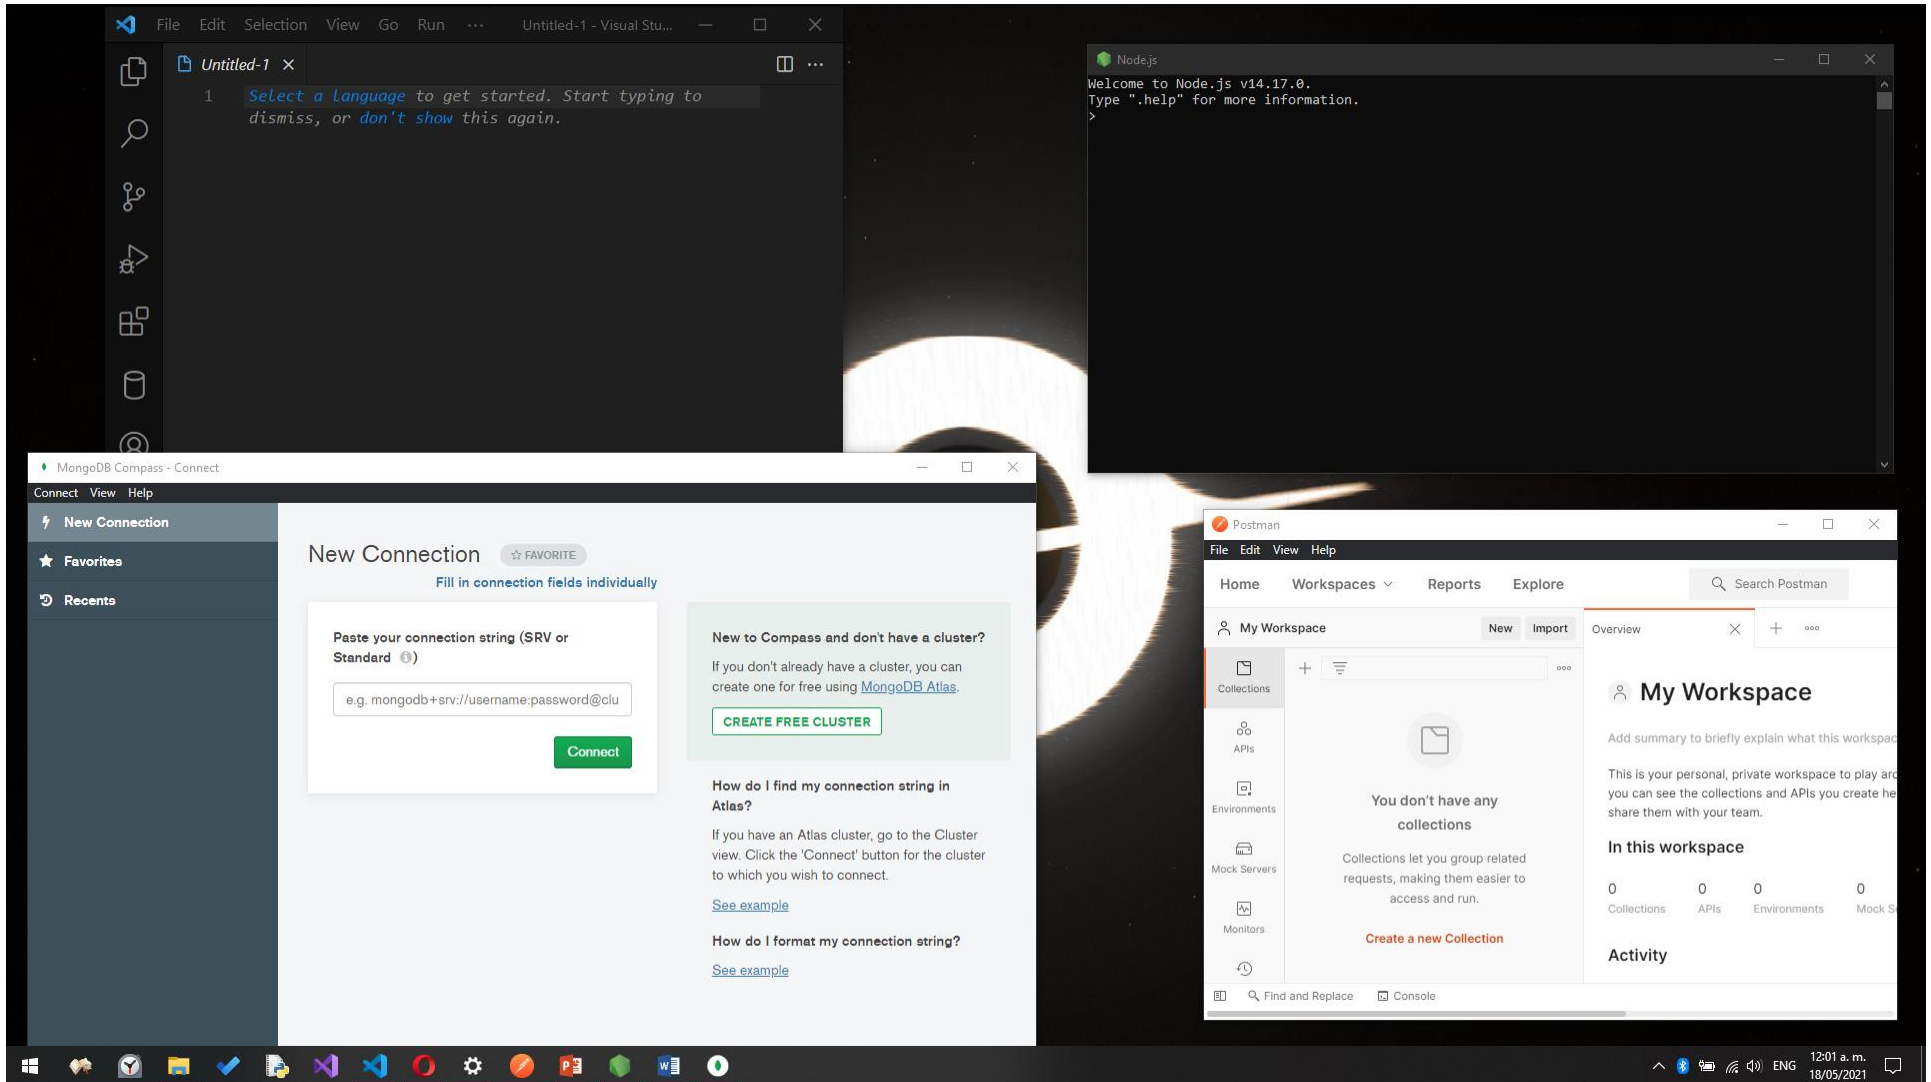 File Edit Selection View Go Run ··· Untitled-1 - Visual Stu...
Untitled-1
1 Select a language to get started. Start typing to
dismiss, or don't show this again.
Node.js
Welcome to Node.js v14.17.0.
Type ".help" for more information.
>
MongoDB Compass - Connect
Connect View Help
New Connection
Favorites
Recents
New Connection FAVORITE
Fill in connection fields individually
Paste your connection string (SRV or
Standard )
e.g. mongodb+srv://username:password@clu
Connect
New to Compass and don't have a cluster?
If you don't already have a cluster, you can
create one for free using MongoDB Atlas.
CREATE FREE CLUSTER
How do I find my connection string in
Atlas?
If you have an Atlas cluster, go to the Cluster
view. Click the 'Connect' button for the cluster
to which you wish to connect.
See example
How do I format my connection string?
See example
Postman
File Edit View Help
Home Workspaces Reports Explore Search Postman
My Workspace New Import Overview
Collections
APIs
Environments
Mock Servers
Monitors
You don't have any
collections
Collections let you group related
requests, making them easier to
access and run.
Create a new Collection
My Workspace
Add summary to briefly explain what this workspac
This is your personal, private workspace to play arc
you can see the collections and APIs you create he
share them with your team.
In this workspace
0 0 0 0
Collections APIs Environments Mock S
Activity
Find and Replace Console
ENG
12:01 a. m.
18/05/2021